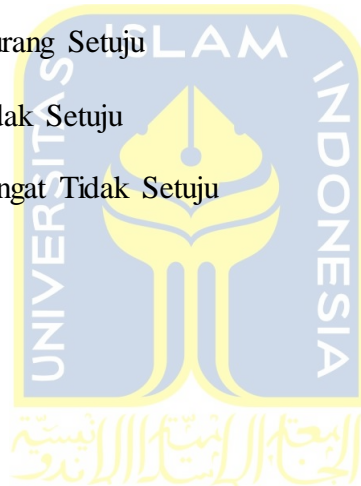 urang Setuju
dak Setuju
ngat Tidak Setuju
UNIVERSITAS
ISLAM
INDONESIA